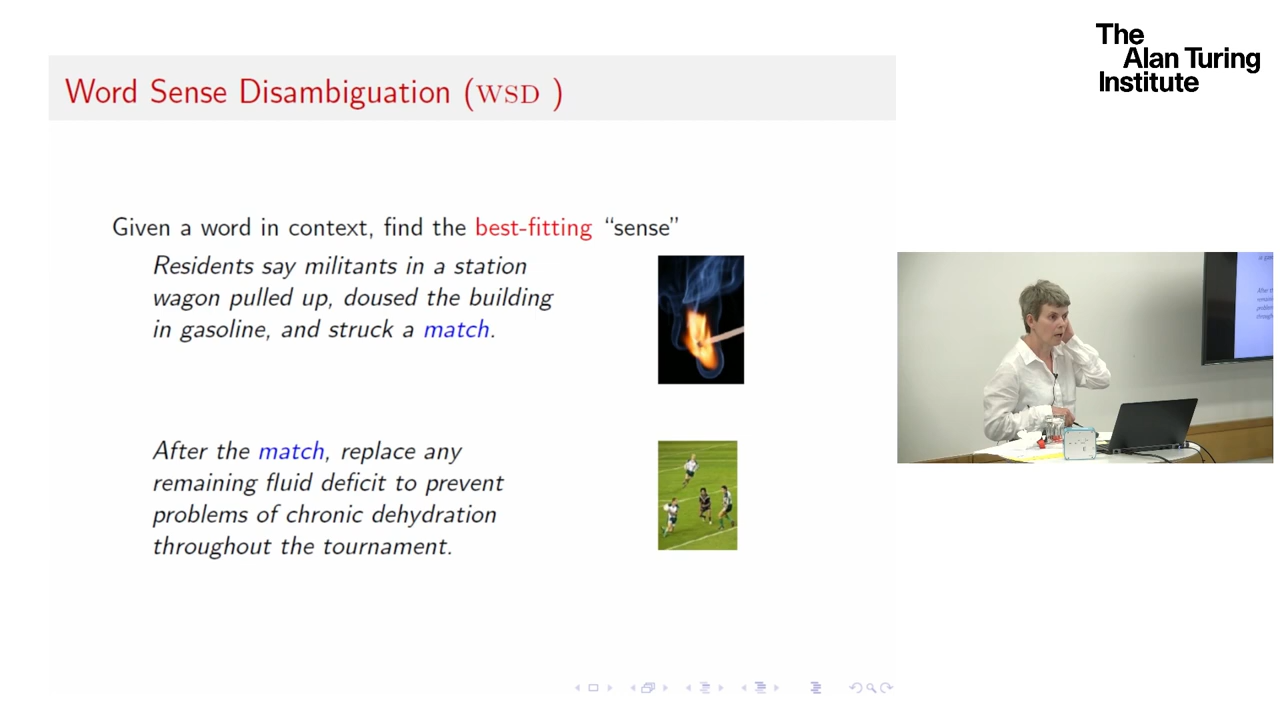 The
Alan Turing
Institute
Word Sense Disambiguation (WSD )
Given a word in context, find the best-fitting “sense”
Residents say militants in a station
wagon pulled up, doused the building
in gasoline, and struck a match.
After the match, replace any
remaining fluid deficit to prevent
problems of chronic dehydration
throughout the tournament.